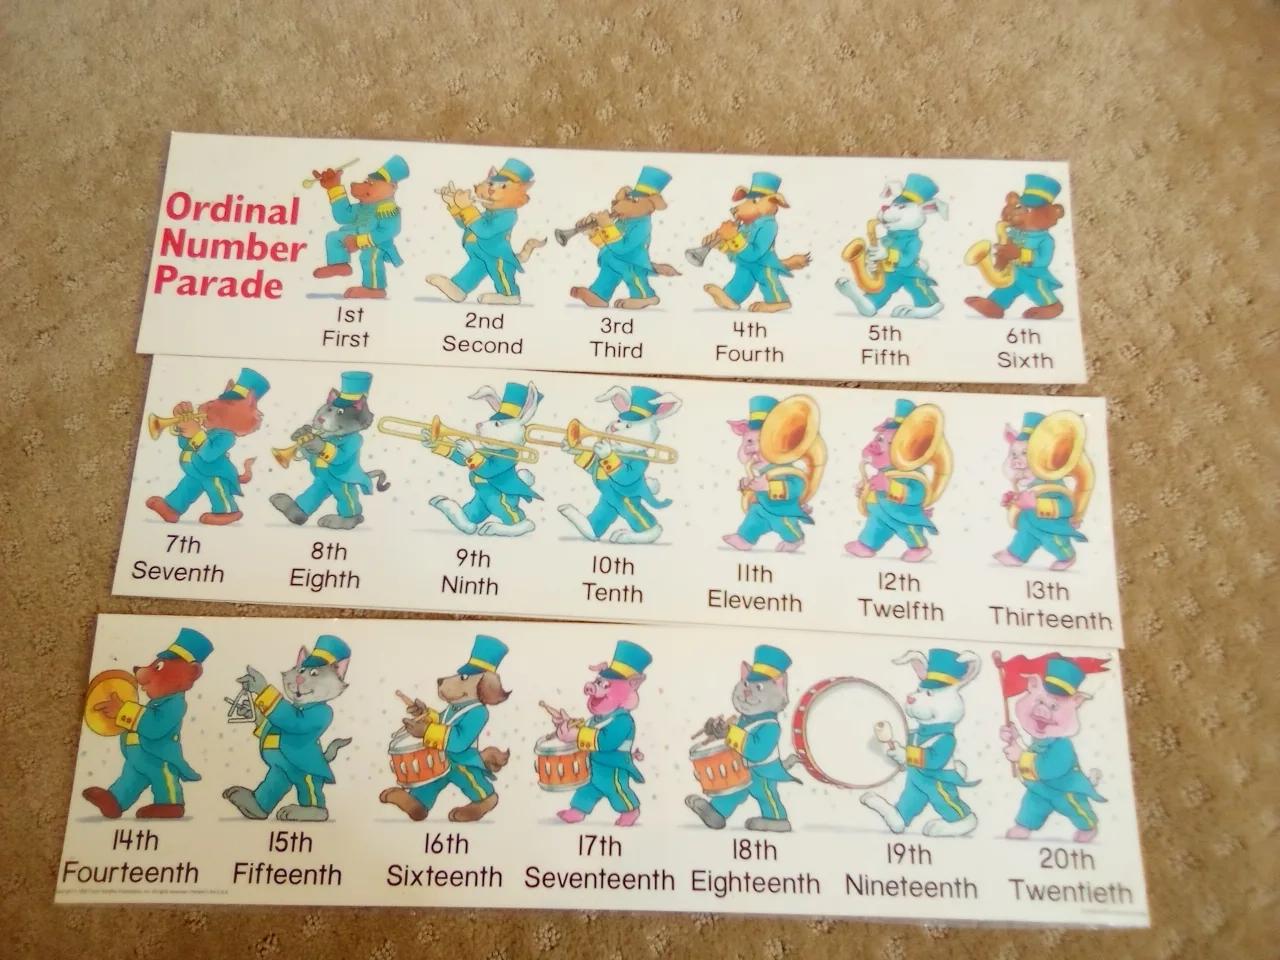 Ordinal
Number
Parade
1st
First
2nd
Second
3rd
Third
4th
Fourth
5th
Fifth
6th
Sixth
7th
Seventh
8th
Eighth
9th
Ninth
10th
Tenth
11th
Eleventh
12th
Twelfth
13th
Thirteenth
14th
Fourteenth
15th
Fifteenth
16th
Sixteenth
17th
Seventeenth
18th
Eighteenth
19th
Nineteenth
20th
Twentieth